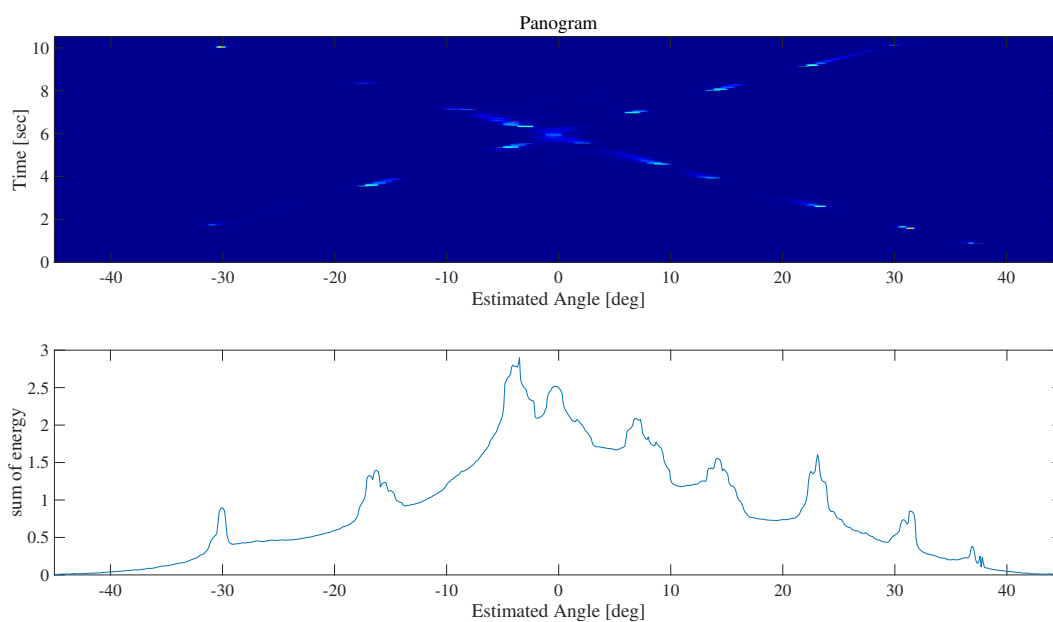 Panogram
10
8
6
4
2
0
Time [sec]
-40 -30 -20 -10 0 10 20 30 40
Estimated Angle [deg]
3
2.5
2
1.5
1
0.5
0
sum of energy
-40 -30 -20 -10 0 10 20 30 40
Estimated Angle [deg]